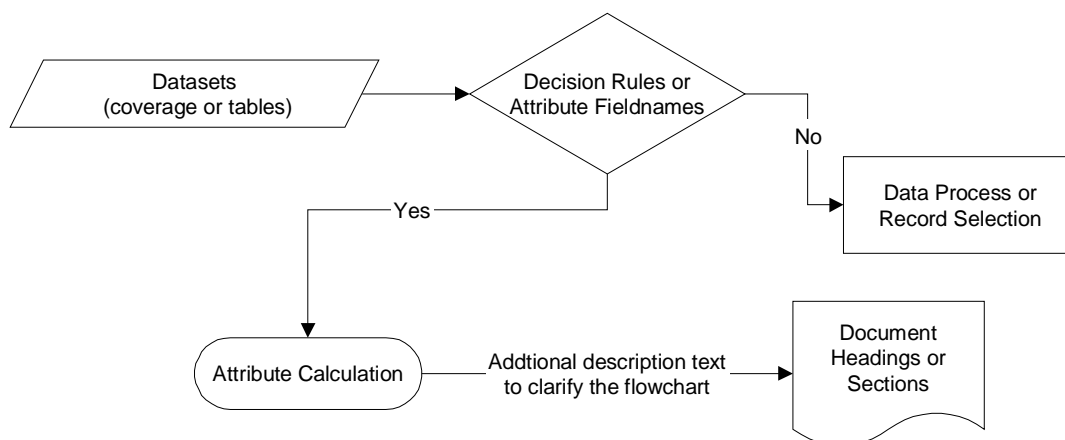 Datasets
(coverage or tables)
Decision Rules or
Attribute Fieldnames
No
Data Process or
Record Selection
Yes
Attribute Calculation
Addtional description text
to clarify the flowchart
Document
Headings or
Sections